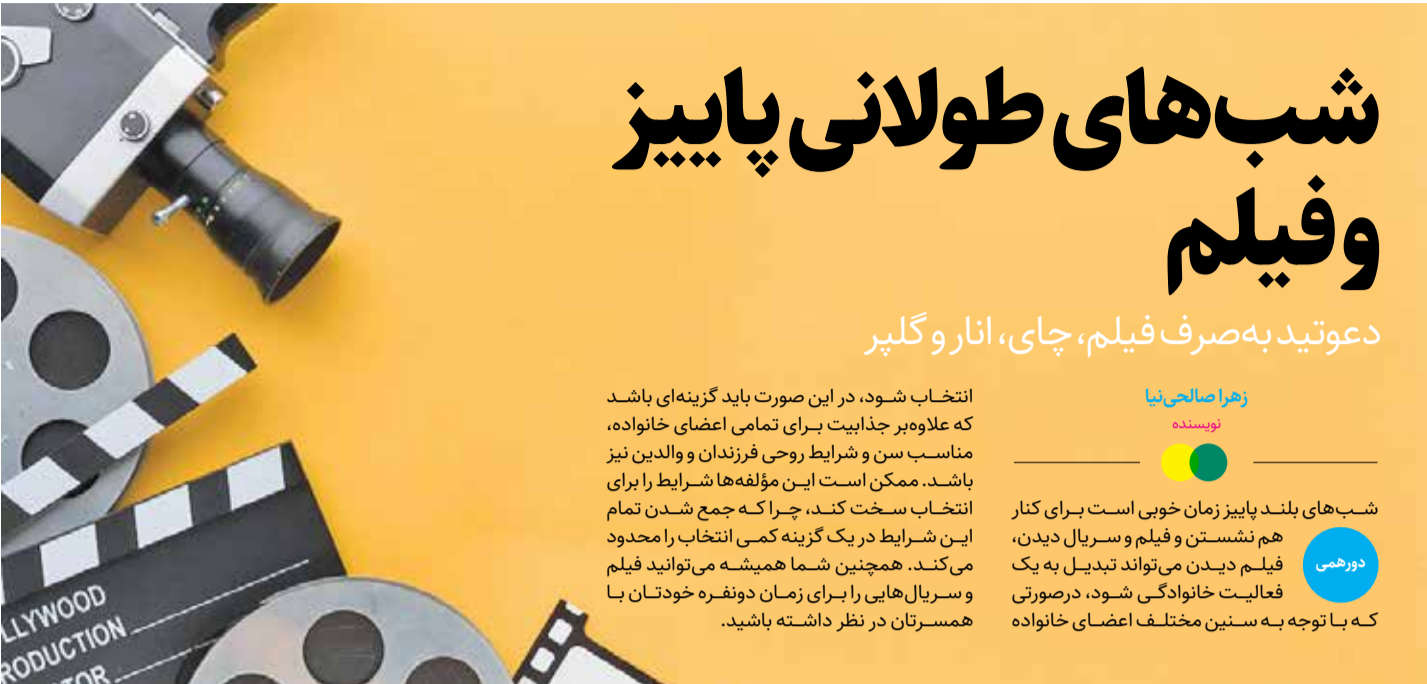 شب‌های طولانی پاییز
و فیلم
دعوتید به‌صرف فیلم، چای، انار و گلپر
زهرا صالحی‌نیا
نویسنده
شب‌های بلند پاییز زمان خوبی است برای کنار
هم نشستن و فیلم و سریال دیدن،
دورهمی
فیلم دیدن می‌تواند تبدیل به یک
فعالیت خانوادگی شود، درصورتی
که با توجه به سنین مختلف اعضای خانواده
انتخاب شود، در این صورت باید گزینه‌ای باشد
که علاوه‌بر جذابیت برای تمامی اعضای خانواده،
مناسب سن و شرایط روحی فرزندان و والدین نیز
باشد. ممکن است این مؤلفه‌ها شرایط را برای
انتخاب سخت کند، چرا که جمع شدن تمام
این شرایط در یک گزینه کمی انتخاب را محدود
می‌کند. همچنین شما همیشه می‌توانید فیلم
و سریال‌هایی را برای زمان دونفره خودتان با
همسرتان در نظر داشته باشید.
LLYWOOD
RODUCTION
TOR